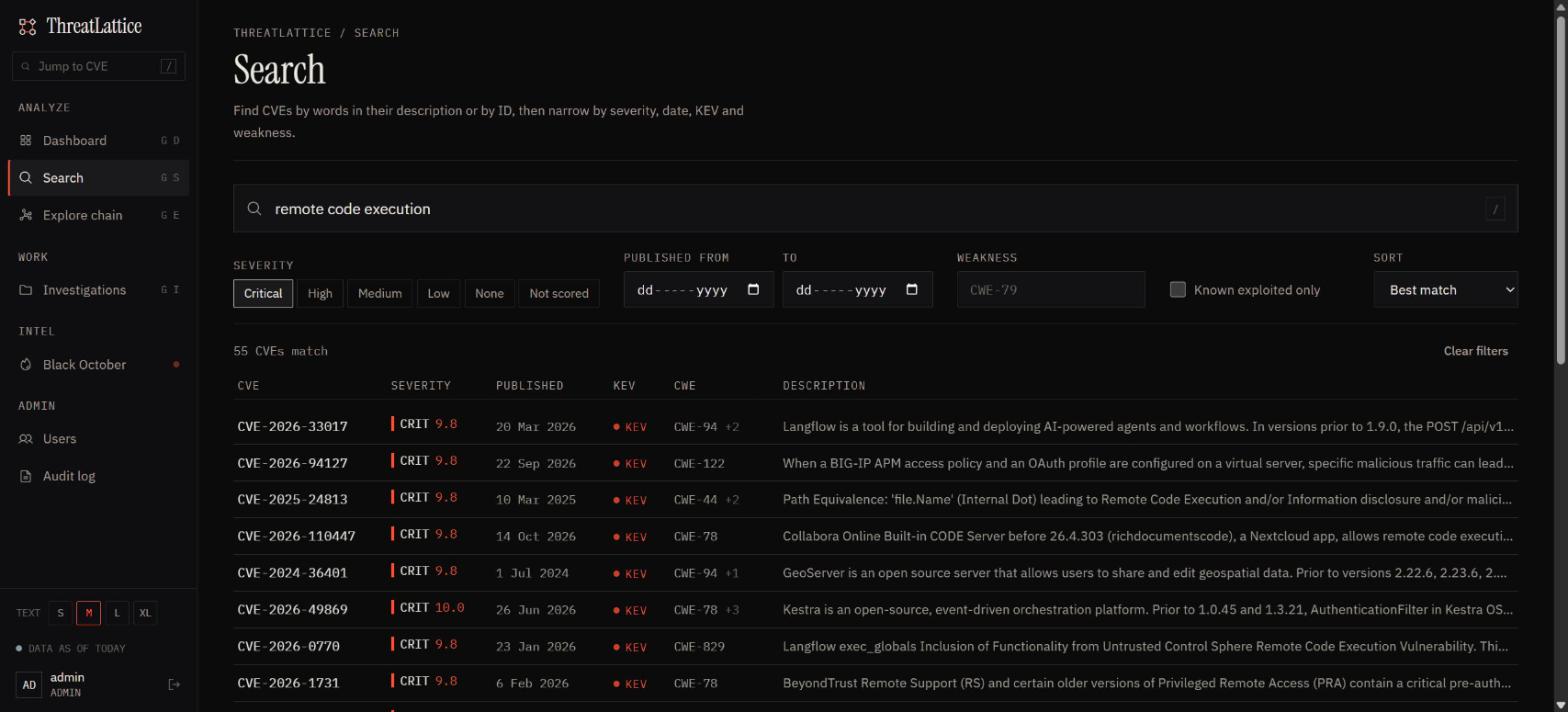 ThreatLattice
Jump to CVE /
ANALYZE
Dashboard G D
Search G S
Explore chain G E
WORK
Investigations G I
INTEL
Black October
ADMIN
Users
Audit log
TEXT S M L XL
DATA AS OF TODAY
AD admin
ADMIN
THREATLATTICE / SEARCH
Search
Find CVEs by words in their description or by ID, then narrow by severity, date, KEV and
weakness.
remote code execution /
SEVERITY PUBLISHED FROM TO WEAKNESS SORT
Critical High Medium Low None Not scored dd-----yyyy dd-----yyyy CWE-79 Known exploited only Best match
55 CVEs match Clear filters
CVE SEVERITY PUBLISHED KEV CWE DESCRIPTION
CVE-2026-33017 CRIT 9.8 20 Mar 2026 KEV CWE-94 +2 Langflow is a tool for building and deploying AI-powered agents and workflows. In versions prior to 1.9.0, the POST /api/v1...
CVE-2026-94127 CRIT 9.8 22 Sep 2026 KEV CWE-122 When a BIG-IP APM access policy and an OAuth profile are configured on a virtual server, specific malicious traffic can lead...
CVE-2025-24813 CRIT 9.8 10 Mar 2025 KEV CWE-44 +2 Path Equivalence: 'file.Name' (Internal Dot) leading to Remote Code Execution and/or Information disclosure and/or malici...
CVE-2026-110447 CRIT 9.8 14 Oct 2026 KEV CWE-78 Collabora Online Built-in CODE Server before 26.4.303 (richdocumentscode), a Nextcloud app, allows remote code executi...
CVE-2024-36401 CRIT 9.8 1 Jul 2024 KEV CWE-94 +1 GeoServer is an open source server that allows users to share and edit geospatial data. Prior to versions 2.22.6, 2.23.6, 2....
CVE-2026-49869 CRIT 10.0 26 Jun 2026 KEV CWE-78 +3 Kestra is an open-source, event-driven orchestration platform. Prior to 1.0.45 and 1.3.21, AuthenticationFilter in Kestra OS...
CVE-2026-0770 CRIT 9.8 23 Jan 2026 KEV CWE-829 Langflow exec_globals Inclusion of Functionality from Untrusted Control Sphere Remote Code Execution Vulnerability. Thi...
CVE-2026-1731 CRIT 9.8 6 Feb 2026 KEV CWE-78 BeyondTrust Remote Support (RS) and certain older versions of Privileged Remote Access (PRA) contain a critical pre-auth...